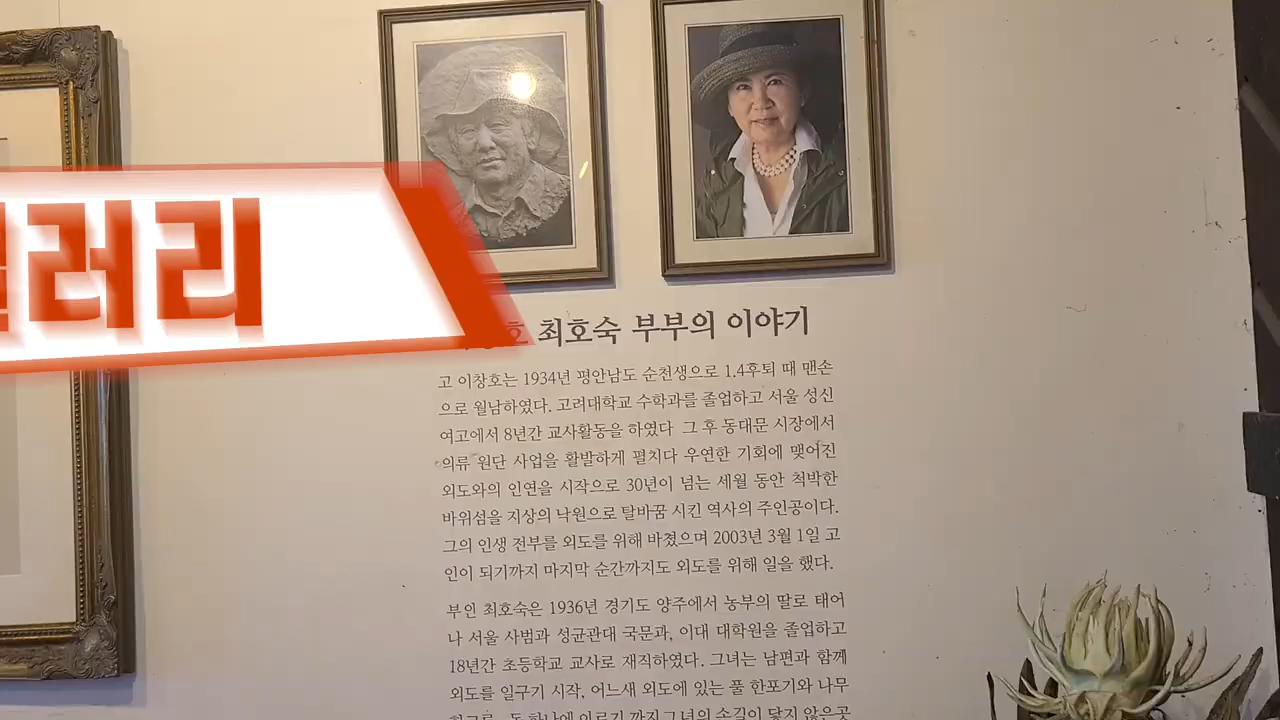 러리
최호숙 부부의 이야기
고 이창호는 1934년 평안남도 순천생으로 1.4후퇴 때 맨손
으로 월남하였다. 고려대학교 수학과를 졸업하고 서울 성신
여고에서 8년간 교사활동을 하였다 그 후 동대문 시장에서
의류 원단 사업을 활발하게 펼치다 우연한 기회에 맺어진
외도와의 인연을 시작으로 30년이 넘는 세월 동안 척박한
바위섬을 지상의 낙원으로 탈바꿈 시킨 역사의 주인공이다.
그의 인생 전부를 외도를 위해 바쳤으며 2003년 3월 1일 고
인이 되기까지 마지막 순간까지도 외도를 위해 일을 했다.
부인 최호숙은 1936년 경기도 양주에서 농부의 딸로 태어
나 서울 사범과 성균관대 국문과, 이대 대학원을 졸업하고
18년간 초등학교 교사로 재직하였다. 그녀는 남편과 함께
외도를 일구기 시작, 어느새 외도에 있는 풀 한포기와 나무